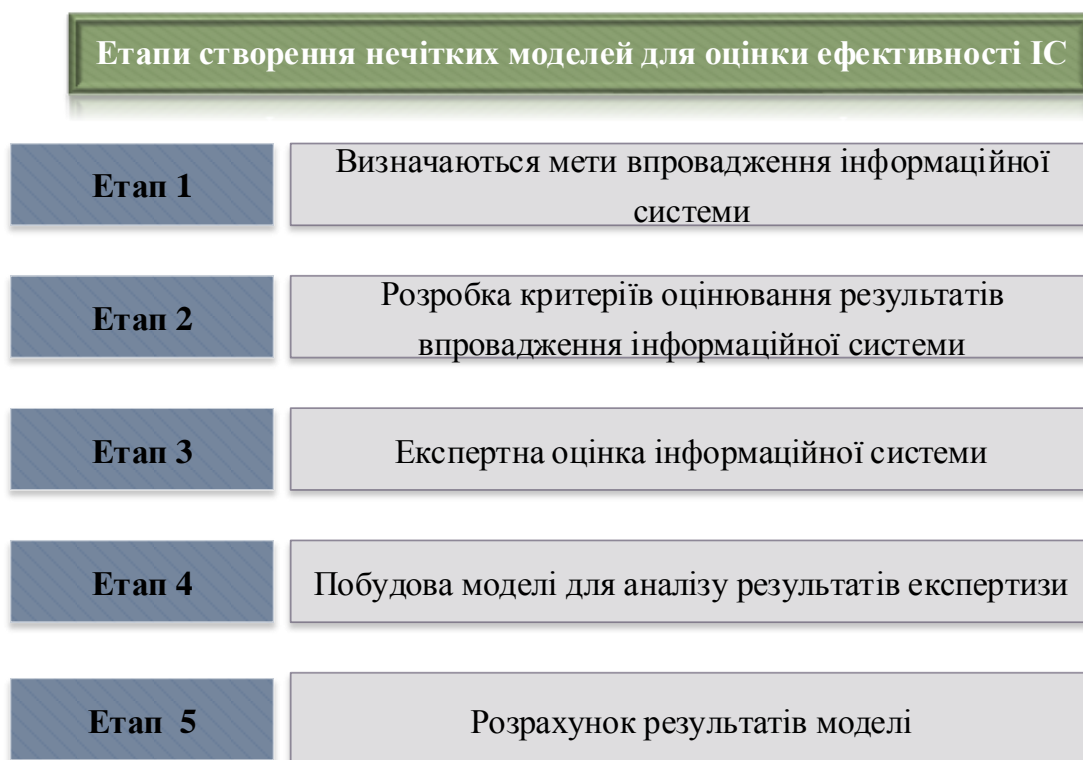 Етапи створення нечітких моделей для оцінки ефективності ІС
Етап 1
Визначаються мети впровадження інформаційної
системи
Етап 2
Розробка критеріїв оцінювання результатів
впровадження інформаційної системи
Етап 3
Експертна оцінка інформаційної системи
Етап 4
Побудова моделі для аналізу результатів експертизи
Етап 5
Розрахунок результатів моделі